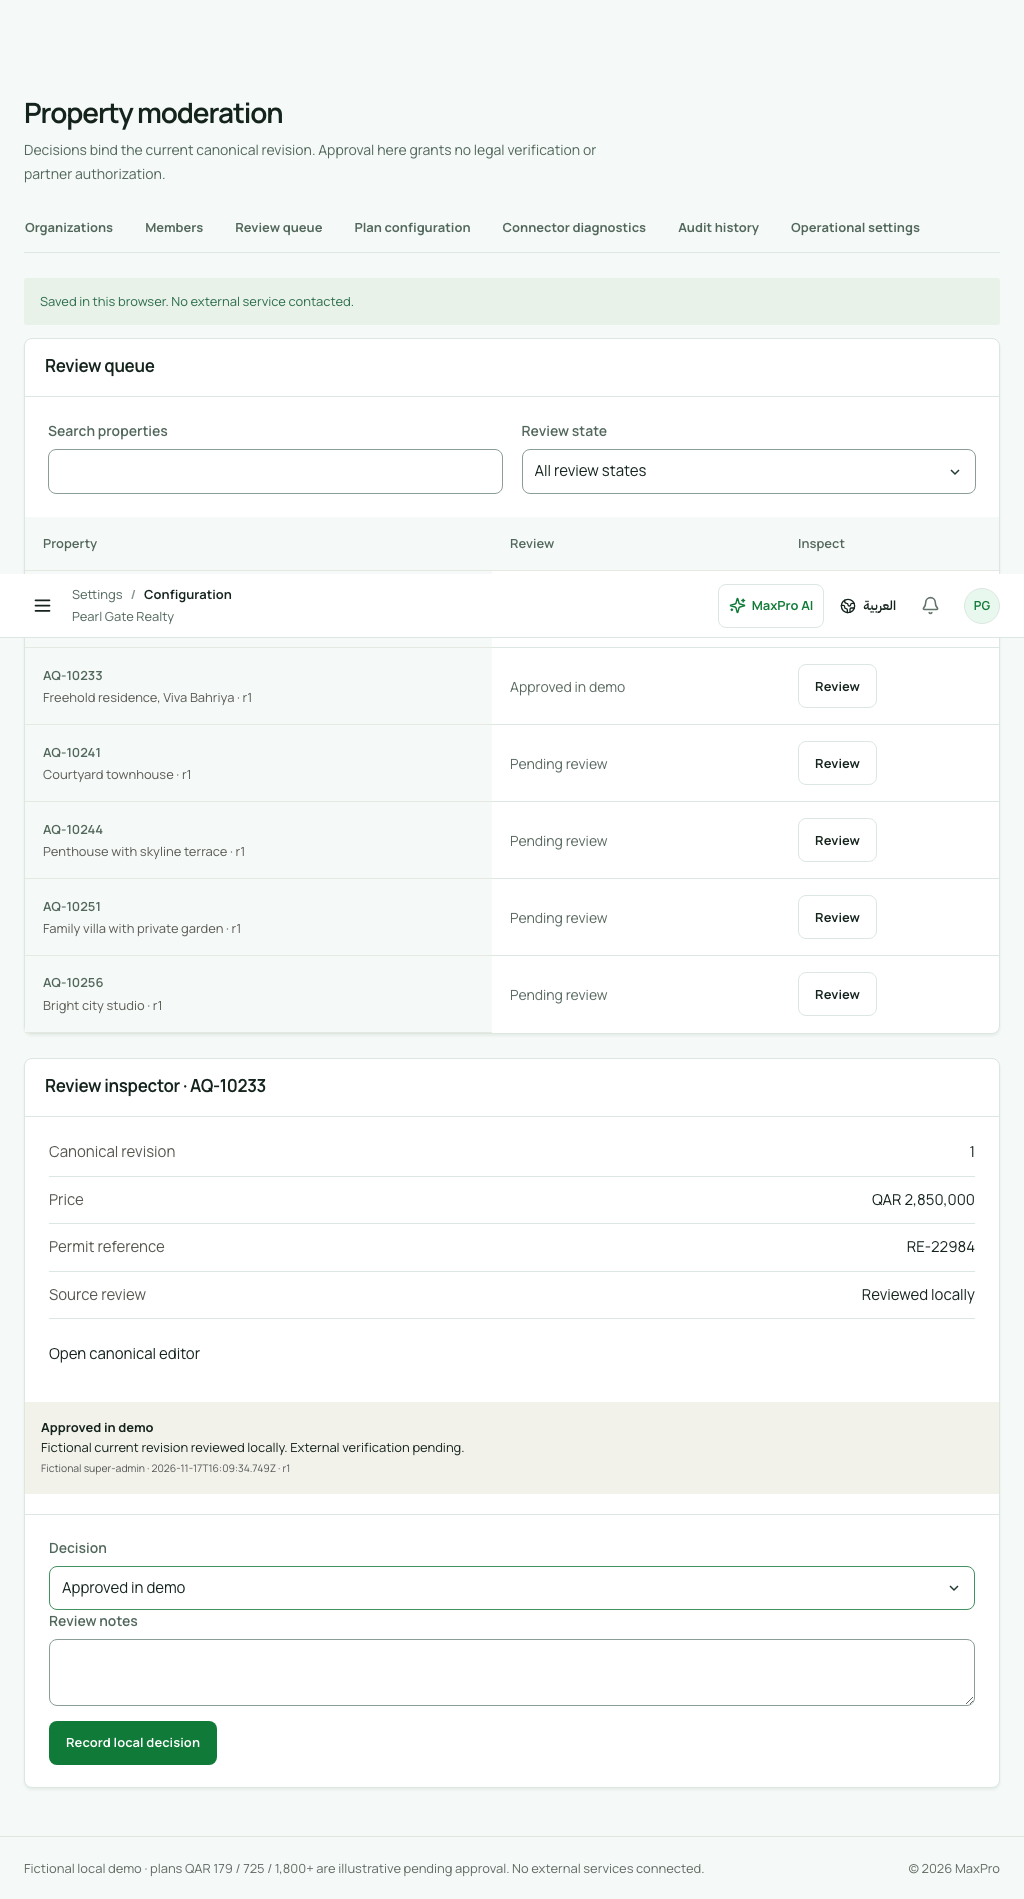 Property moderation
Decisions bind the current canonical revision. Approval here grants no legal verification or
partner authorization.
Organizations Members Review queue Plan configuration Connector diagnostics Audit history Operational settings
Saved in this browser. No external service contacted.
Review queue
Search properties Review state
All review states
Property Review Inspect
Settings / Configuration
Pearl Gate Realty
MaxPro AI العربية PG
AQ-10233
Freehold residence, Viva Bahriya · r1
Approved in demo Review
AQ-10241
Courtyard townhouse · r1
Pending review Review
AQ-10244
Penthouse with skyline terrace · r1
Pending review Review
AQ-10251
Family villa with private garden · r1
Pending review Review
AQ-10256
Bright city studio · r1
Pending review Review
Review inspector · AQ-10233
Canonical revision 1
Price QAR 2,850,000
Permit reference RE-22984
Source review Reviewed locally
Open canonical editor
Approved in demo
Fictional current revision reviewed locally. External verification pending.
Fictional super-admin · 2026-11-17T16:09:34.749Z · r1
Decision
Approved in demo
Review notes
Record local decision
Fictional local demo · plans QAR 179 / 725 / 1,800+ are illustrative pending approval. No external services connected. © 2026 MaxPro